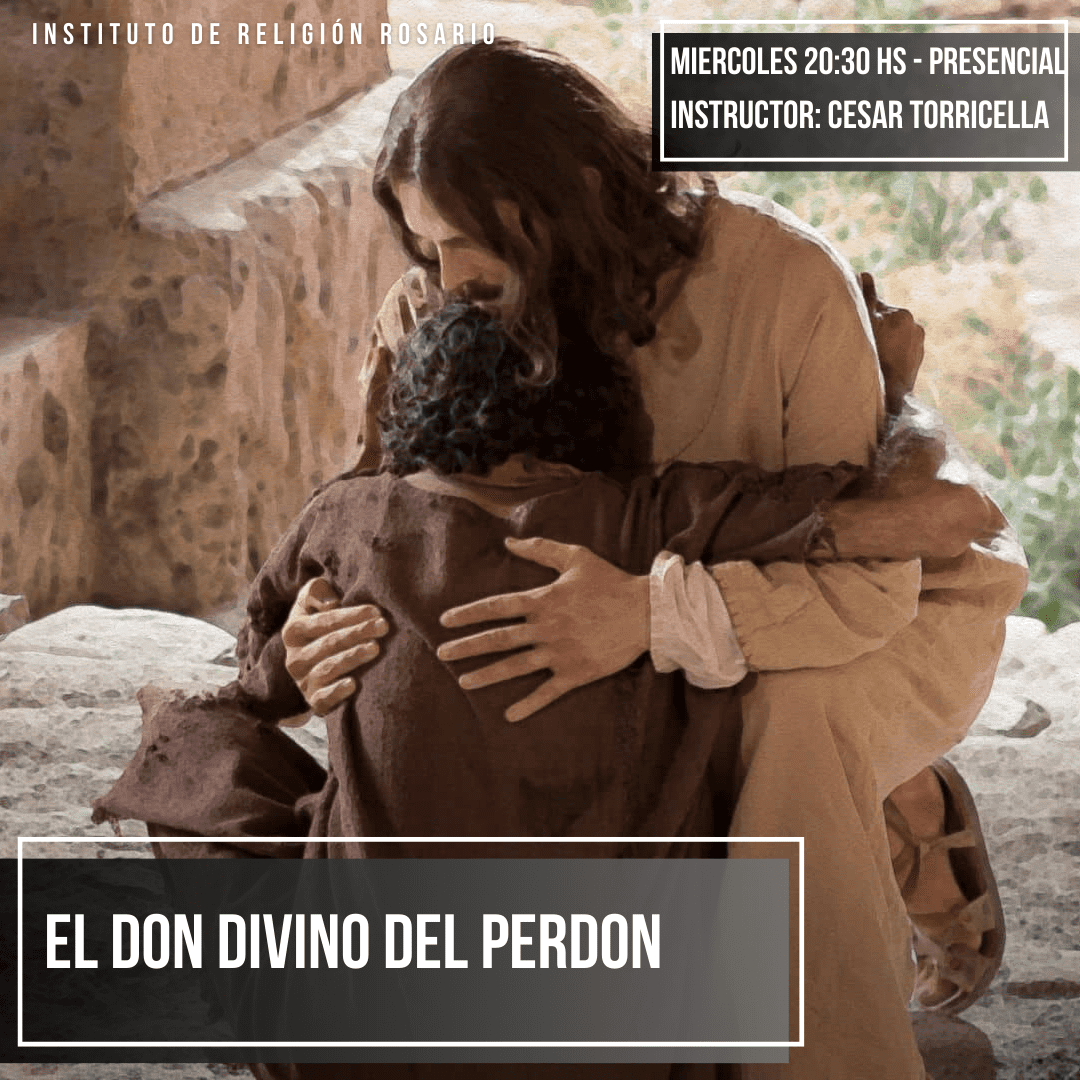 INSTITUTO DE RELIGIÓN ROSARIO
MIERCOLES 20:30 HS - PRESENCIAL
INSTRUCTOR: CESAR TORRICELLA
EL DON DIVINO DEL PERDON